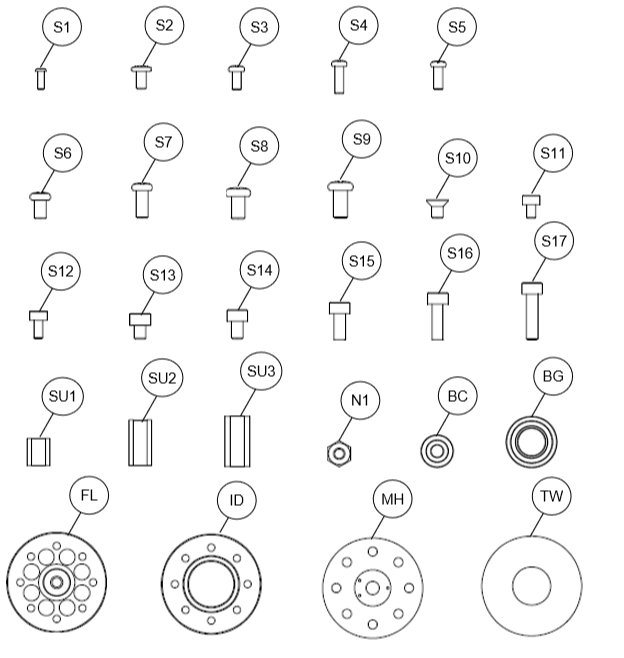 S1 S2 S3 S4 S5
S6 S7 S8 S9 S10 S11
S12 S13 S14 S15 S16 S17
SU1 SU2 SU3 N1 BC BG
FL ID MH TW